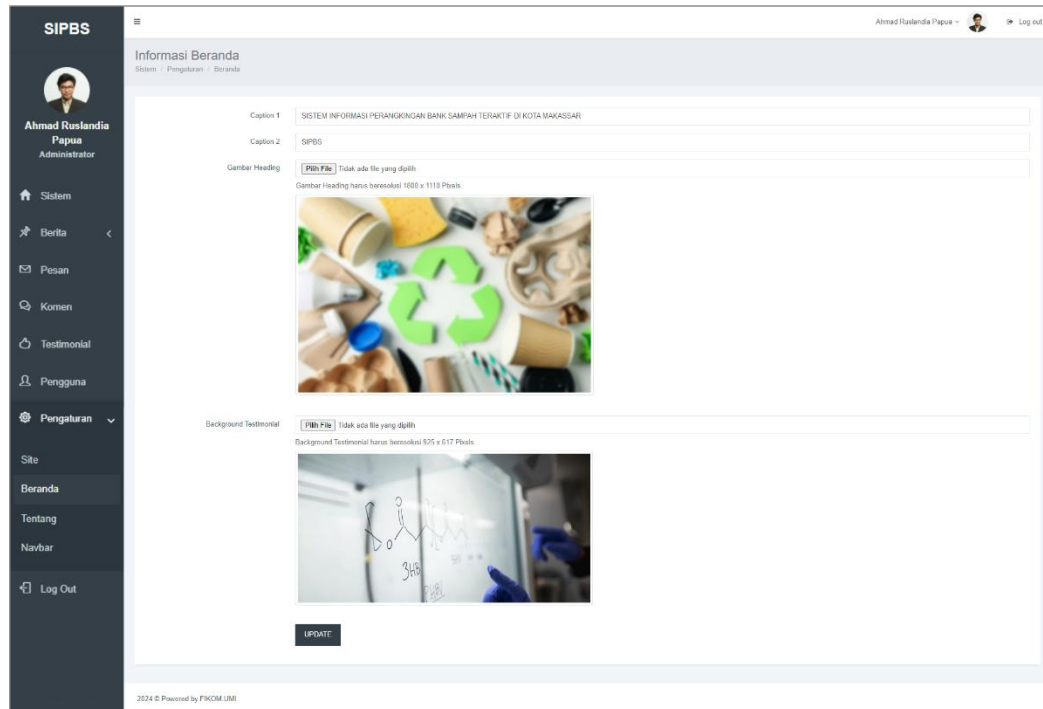 SIPBS
Ahmad Ruslandia Papua
Log out
Informasi Beranda
Sistem / Pengaturan / Beranda
Ahmad Ruslandia
Papua
Administrator
Sistem
Berita
Pesan
Komen
Testimonial
Pengguna
Pengaturan
Site
Beranda
Tentang
Navbar
Log Out
Caption 1
SISTEM INFORMASI PERANGKINGAN BANK SAMPAH TERAKTIF DI KOTA MAKASSAR
Caption 2
SIPBS
Gambar Heading
Pilih File Tidak ada file yang dipilih
Gambar Heading harus beresolusi 1600 x 1110 Pixels
Background Testimonial
Pilih File Tidak ada file yang dipilih
Background Testimonial harus beresolusi 925 x 617 Pixels
3HB
UPDATE
2024 © Powered by FIKOM.UMI